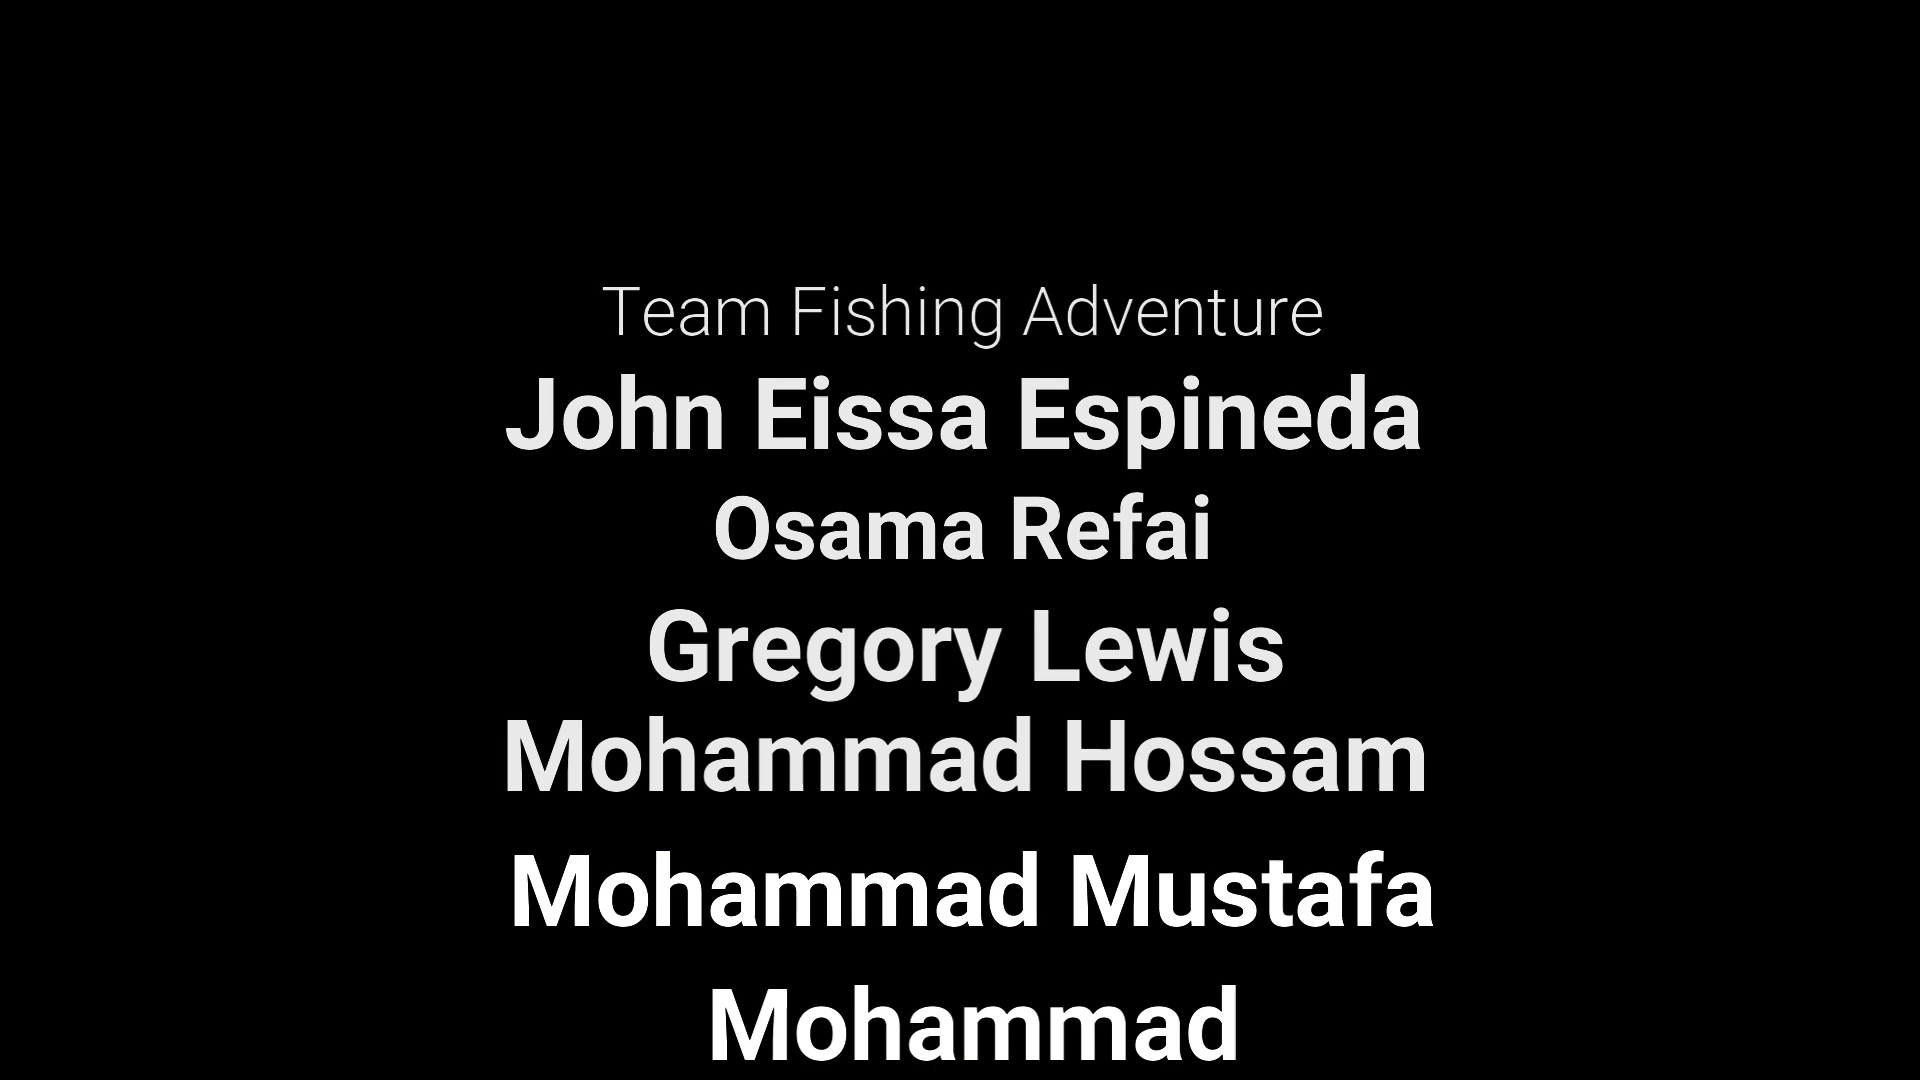 Team Fishing Adventure
John Eissa Espineda
Osama Refai
Gregory Lewis
Mohammad Hossam
Mohammad Mustafa
Mohammad